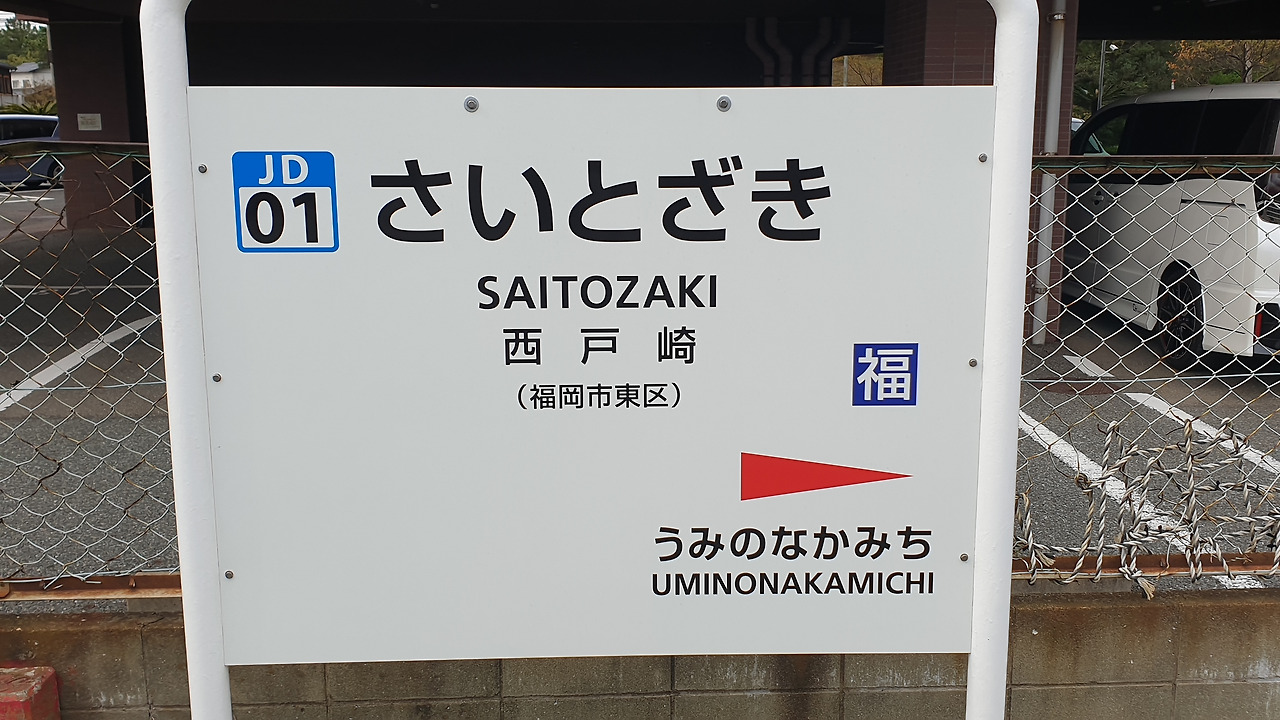 JD
01
さいとざき
SAITOZAKI
西戸崎
（福岡市東区）
福
うみのなかみち
UMINONAKAMICHI